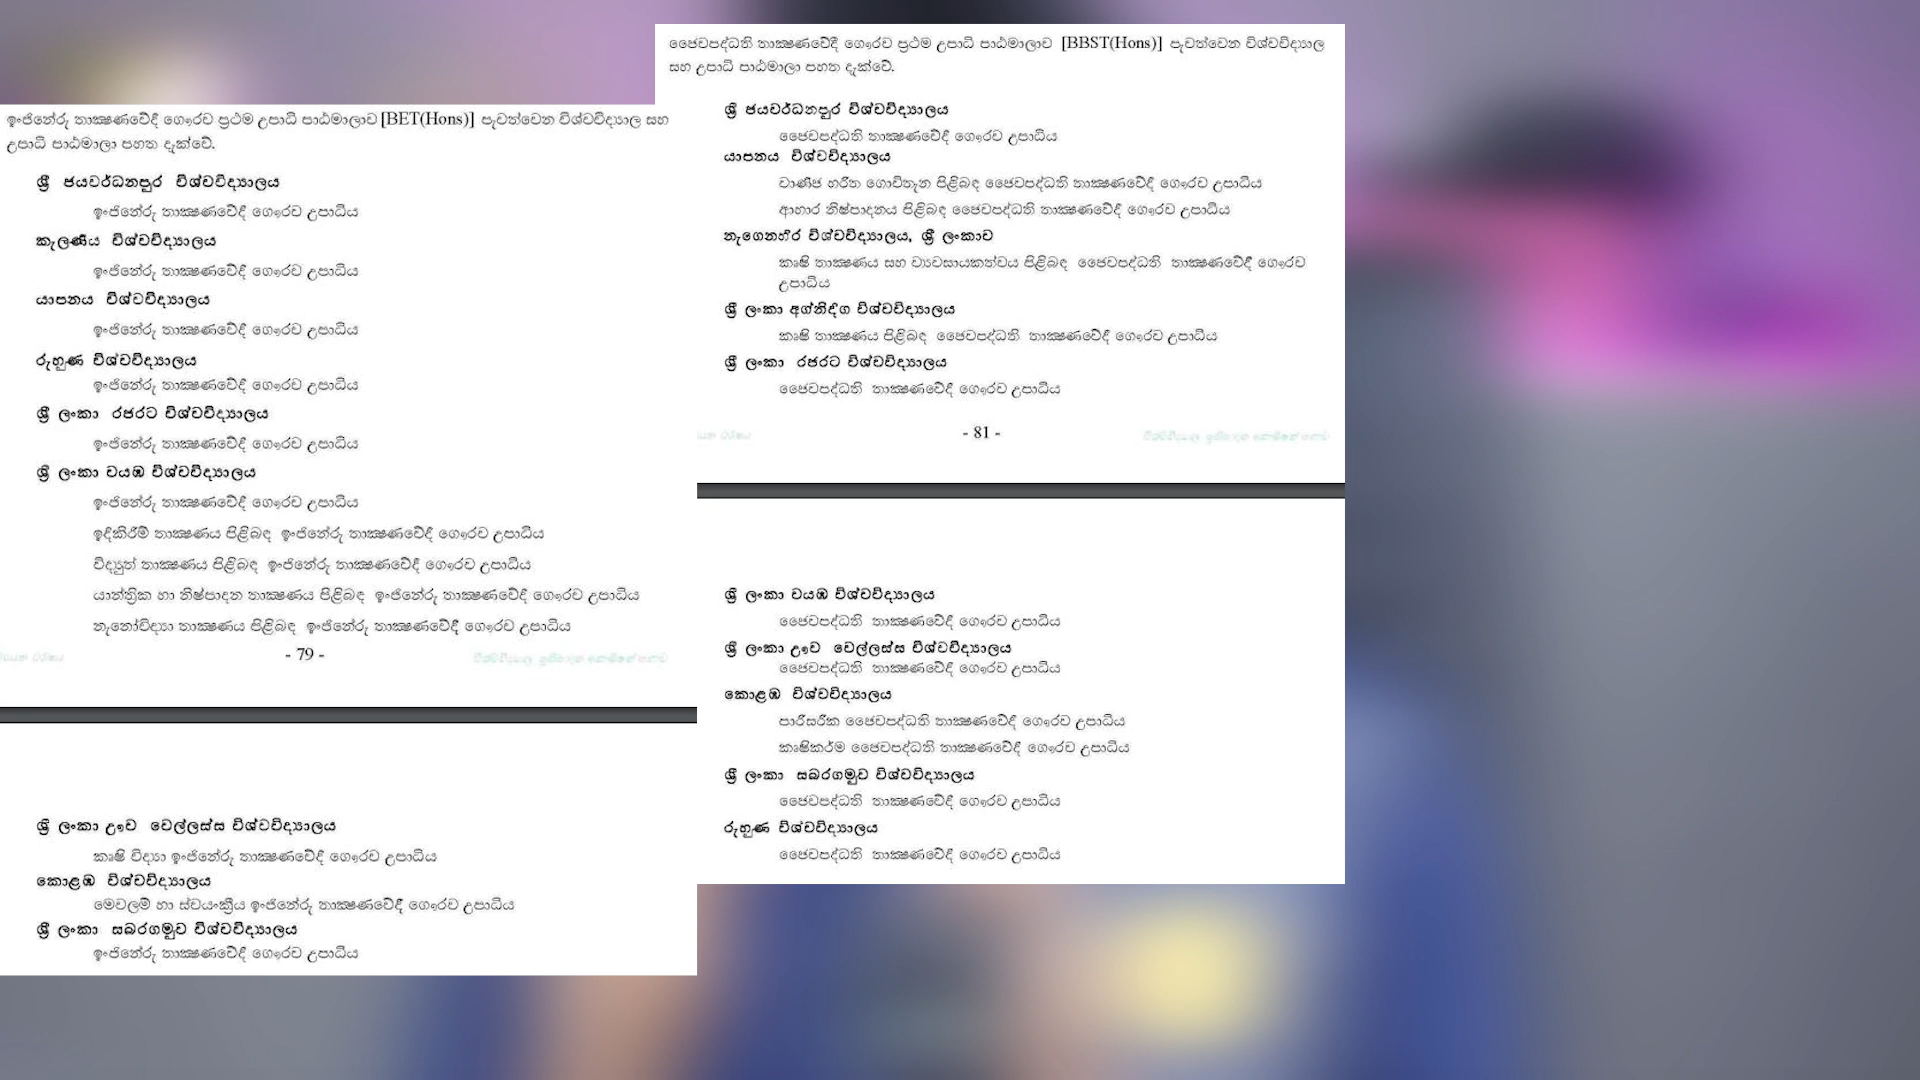 ඉංජිනේරු තාක්ෂණවේදී ගෞරව ප්‍රථම උපාධි පාඨමාලාව [BET(Hons)] පැවත්වෙන විශ්වවිද්‍යාල සහ
උපාධි පාඨමාලා පහත දැක්වේ.
ශ්‍රී ජයවර්ධනපුර විශ්වවිද්‍යාලය
ඉංජිනේරු තාක්ෂණවේදී ගෞරව උපාධිය
කැලණිය විශ්වවිද්‍යාලය
ඉංජිනේරු තාක්ෂණවේදී ගෞරව උපාධිය
යාපනය විශ්වවිද්‍යාලය
ඉංජිනේරු තාක්ෂණවේදී ගෞරව උපාධිය
රුහුණ විශ්වවිද්‍යාලය
ඉංජිනේරු තාක්ෂණවේදී ගෞරව උපාධිය
ශ්‍රී ලංකා රජරට විශ්වවිද්‍යාලය
ඉංජිනේරු තාක්ෂණවේදී ගෞරව උපාධිය
ශ්‍රී ලංකා වයඹ විශ්වවිද්‍යාලය
ඉංජිනේරු තාක්ෂණවේදී ගෞරව උපාධිය
ඉදිකිරීම් තාක්ෂණය පිළිබඳ ඉංජිනේරු තාක්ෂණවේදී ගෞරව උපාධිය
විද්‍යුත් තාක්ෂණය පිළිබඳ ඉංජිනේරු තාක්ෂණවේදී ගෞරව උපාධිය
යාන්ත්‍රික හා නිෂ්පාදන තාක්ෂණය පිළිබඳ ඉංජිනේරු තාක්ෂණවේදී ගෞරව උපාධිය
නැනෝවිද්‍යා තාක්ෂණය පිළිබඳ ඉංජිනේරු තාක්ෂණවේදී ගෞරව උපාධිය
- 79 -
ශ්‍රී ලංකා ඌව වෙල්ලස්ස විශ්වවිද්‍යාලය
කෘෂි විද්‍යා ඉංජිනේරු තාක්ෂණවේදී ගෞරව උපාධිය
කොළඹ විශ්වවිද්‍යාලය
මෙවලම් හා ස්වයංක්‍රීය ඉංජිනේරු තාක්ෂණවේදී ගෞරව උපාධිය
ශ්‍රී ලංකා සබරගමුව විශ්වවිද්‍යාලය
ඉංජිනේරු තාක්ෂණවේදී ගෞරව උපාධිය
ජෛවපද්ධති තාක්ෂණවේදී ගෞරව ප්‍රථම උපාධි පාඨමාලාව [BBST(Hons)] පැවත්වෙන විශ්වවිද්‍යාල
සහ උපාධි පාඨමාලා පහත දැක්වේ.
ශ්‍රී ජයවර්ධනපුර විශ්වවිද්‍යාලය
ජෛවපද්ධති තාක්ෂණවේදී ගෞරව උපාධිය
යාපනය විශ්වවිද්‍යාලය
වාණිජ හරිත ගොවිතැන පිළිබඳ ජෛවපද්ධති තාක්ෂණවේදී ගෞරව උපාධිය
ආහාර නිෂ්පාදනය පිළිබඳ ජෛවපද්ධති තාක්ෂණවේදී ගෞරව උපාධිය
නැගෙනහිර විශ්වවිද්‍යාලය, ශ්‍රී ලංකාව
කෘෂි තාක්ෂණය සහ ව්‍යවසායකත්වය පිළිබඳ ජෛවපද්ධති තාක්ෂණවේදී ගෞරව
උපාධිය
ශ්‍රී ලංකා අග්නිදිග විශ්වවිද්‍යාලය
කෘෂි තාක්ෂණය පිළිබඳ ජෛවපද්ධති තාක්ෂණවේදී ගෞරව උපාධිය
ශ්‍රී ලංකා රජරට විශ්වවිද්‍යාලය
ජෛවපද්ධති තාක්ෂණවේදී ගෞරව උපාධිය
- 81 -
ශ්‍රී ලංකා වයඹ විශ්වවිද්‍යාලය
ජෛවපද්ධති තාක්ෂණවේදී ගෞරව උපාධිය
ශ්‍රී ලංකා ඌව වෙල්ලස්ස විශ්වවිද්‍යාලය
ජෛවපද්ධති තාක්ෂණවේදී ගෞරව උපාධිය
කොළඹ විශ්වවිද්‍යාලය
පාරිසරික ජෛවපද්ධති තාක්ෂණවේදී ගෞරව උපාධිය
කෘෂිකර්ම ජෛවපද්ධති තාක්ෂණවේදී ගෞරව උපාධිය
ශ්‍රී ලංකා සබරගමුව විශ්වවිද්‍යාලය
ජෛවපද්ධති තාක්ෂණවේදී ගෞරව උපාධිය
රුහුණ විශ්වවිද්‍යාලය
ජෛවපද්ධති තාක්ෂණවේදී ගෞරව උපාධිය